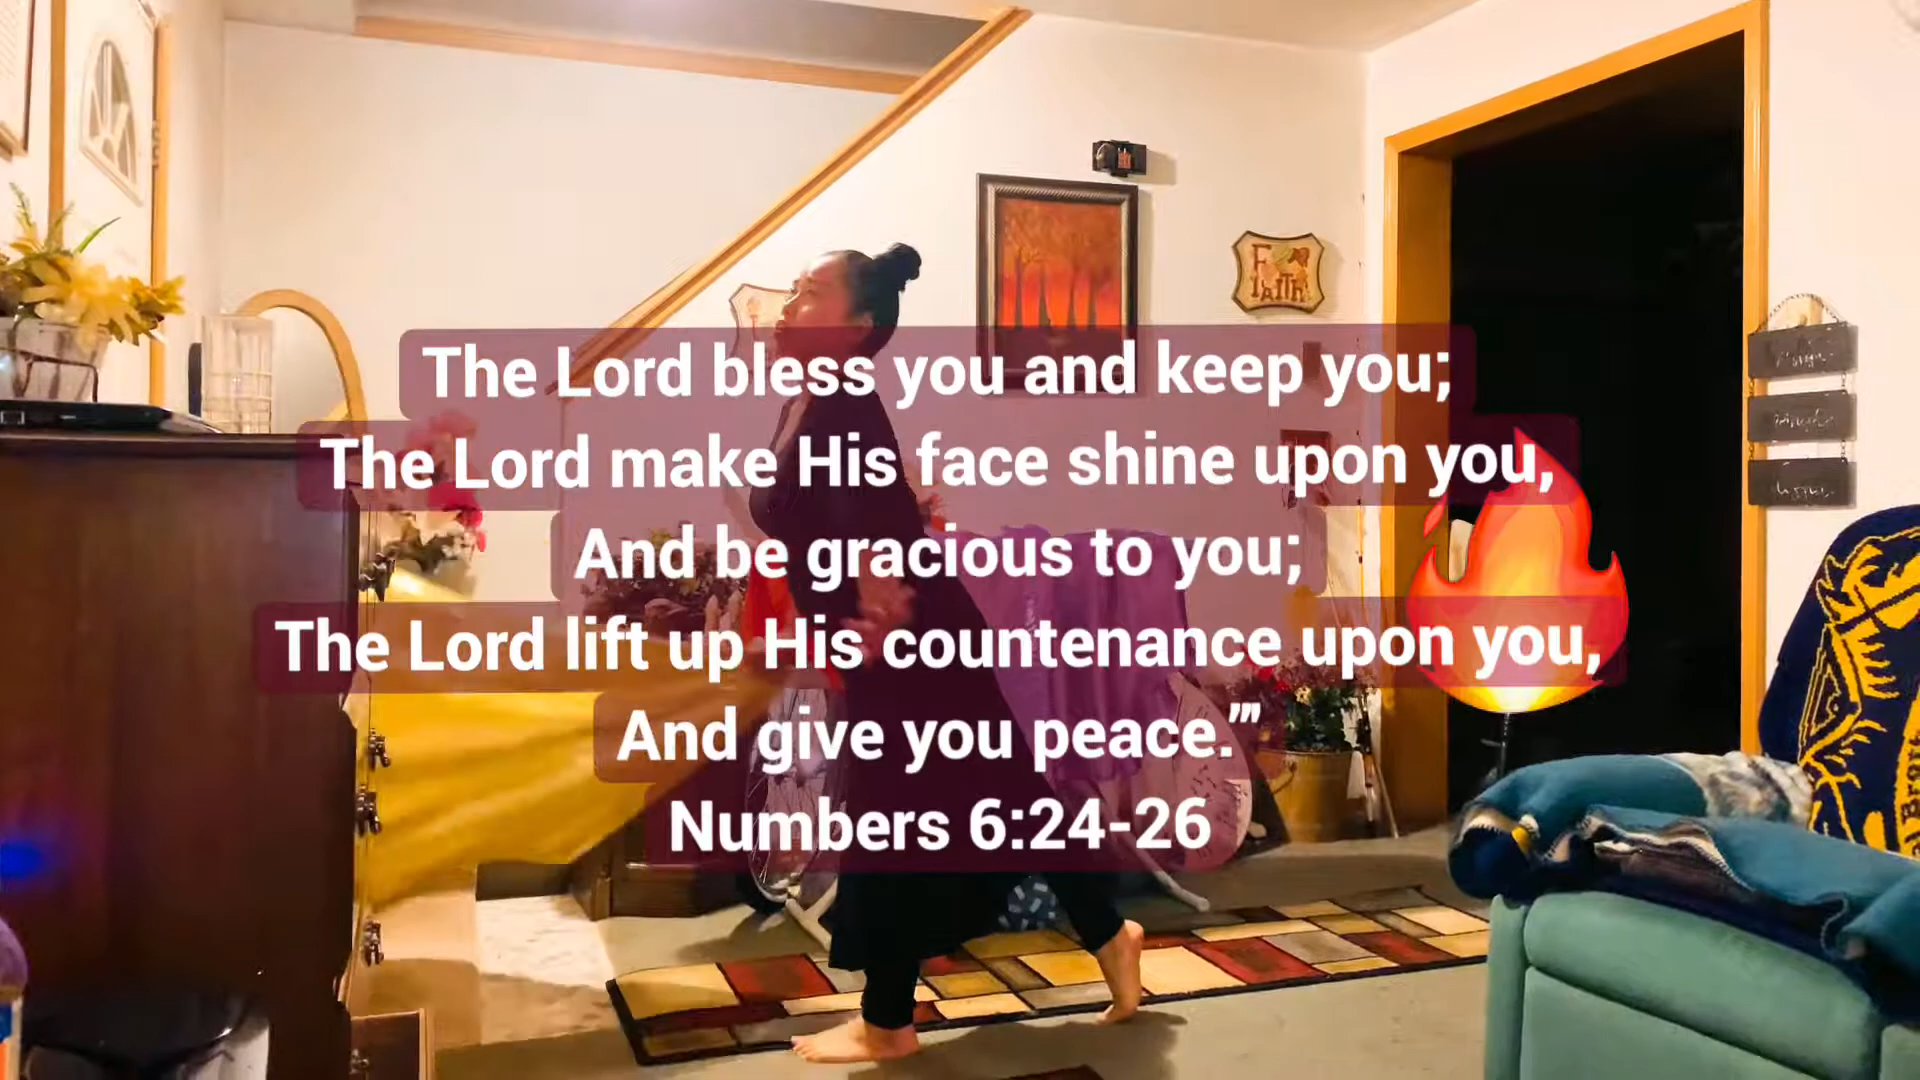 FAITH
The Lord bless you and keep you;
The Lord make His face shine upon you,
And be gracious to you;
The Lord lift up His countenance upon you,
And give you peace.'"
Numbers 6:24-26